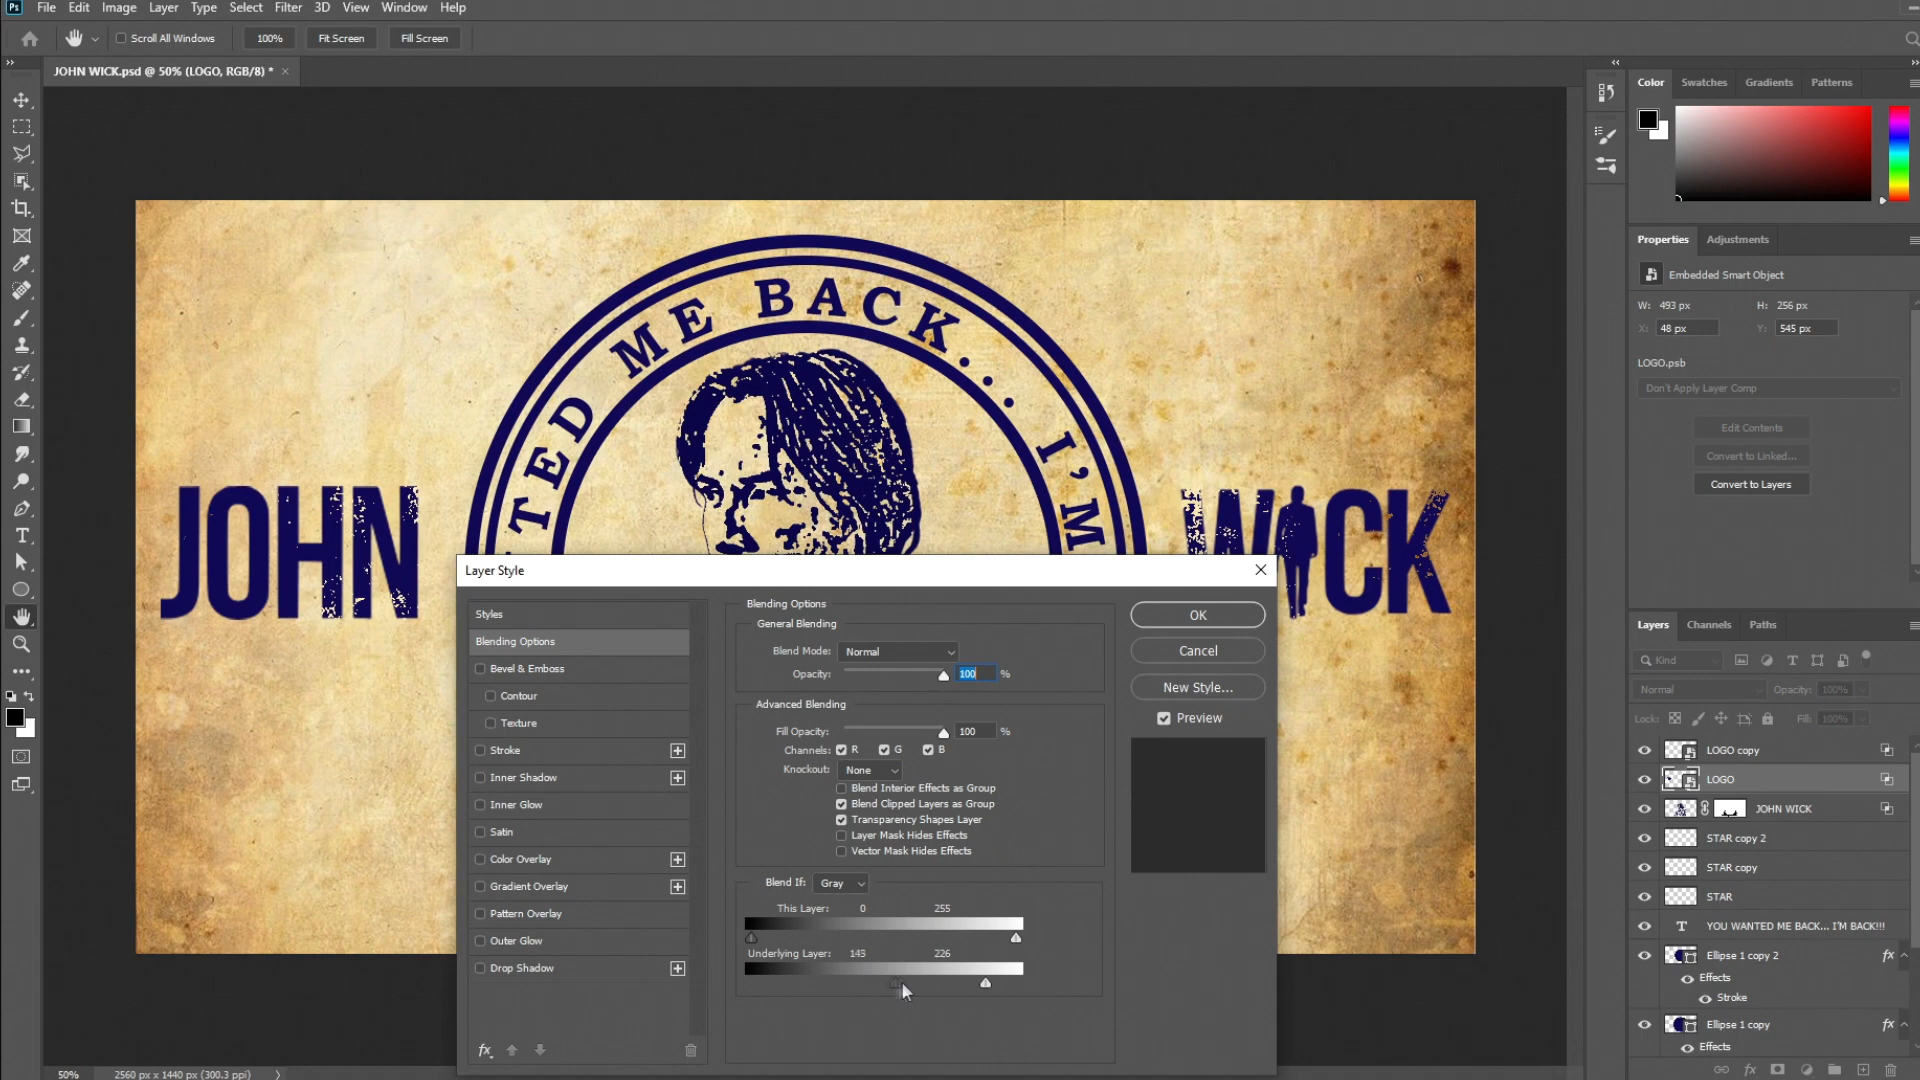 Ps File Edit Image Layer Type Select Filter 3D View Window Help
Scroll All Windows 100% Fit Screen Fill Screen
JOHN WICK.psd @ 50% (LOGO, RGB/8) *
TED ME BACK... I'M
JOHN
WICK
Layer Style
Styles
Blending Options
Bevel & Emboss
Contour
Texture
Stroke
Inner Shadow
Inner Glow
Satin
Color Overlay
Gradient Overlay
Pattern Overlay
Outer Glow
Drop Shadow
fx
Blending Options
General Blending
Blend Mode: Normal
Opacity: 100 %
Advanced Blending
Fill Opacity: 100 %
Channels: R G B
Knockout: None
Blend Interior Effects as Group
Blend Clipped Layers as Group
Transparency Shapes Layer
Layer Mask Hides Effects
Vector Mask Hides Effects
Blend If: Gray
This Layer: 0 255
Underlying Layer: 143 226
OK
Cancel
New Style...
Preview
Color Swatches Gradients Patterns
Properties Adjustments
Embedded Smart Object
W: 493 px H: 256 px
X: 48 px Y: 545 px
LOGO.psb
Don't Apply Layer Comp
Edit Contents
Convert to Linked...
Convert to Layers
Layers Channels Paths
Kind
Normal Opacity: 100%
Lock: Fill: 100%
LOGO copy
LOGO
JOHN WICK
STAR copy 2
STAR copy
STAR
T YOU WANTED ME BACK... I'M BACK!!!
Ellipse 1 copy 2 fx
Effects
Stroke
Ellipse 1 copy fx
Effects
fx
50% 2560 px x 1440 px (300.3 ppi)